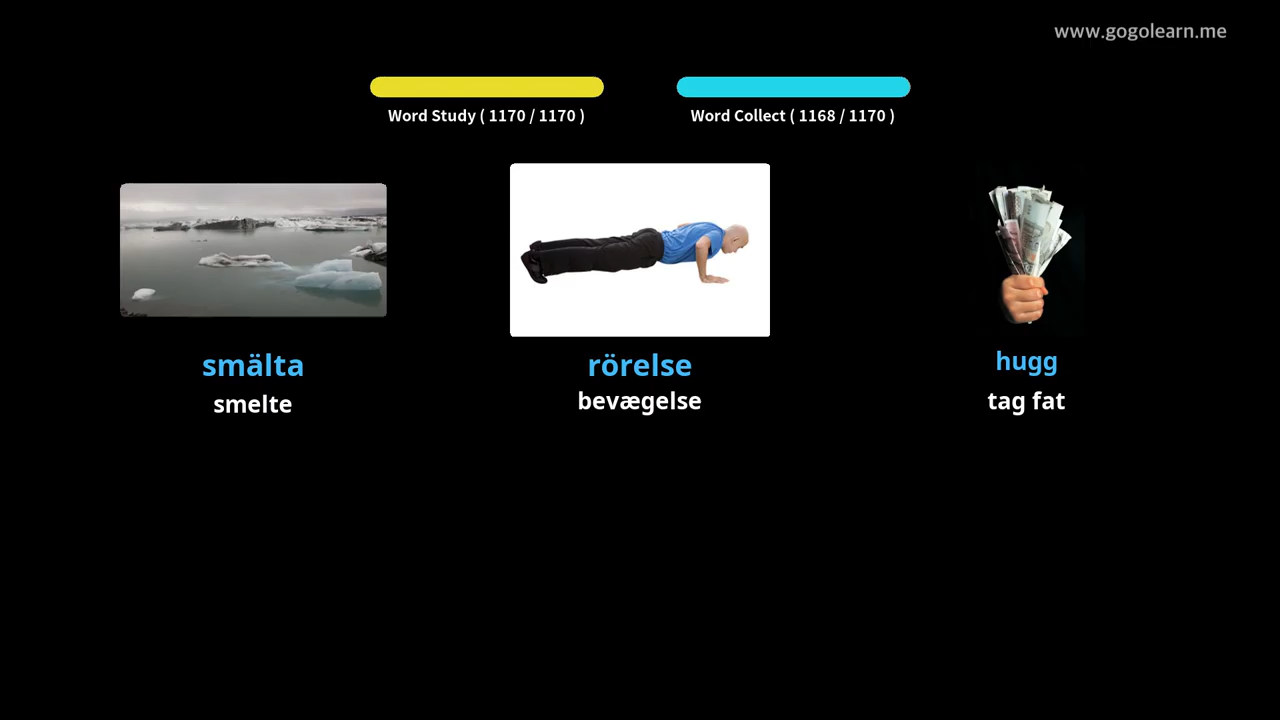 www.gogolearn.me
Word Study ( 1170 / 1170 )
Word Collect ( 1168 / 1170 )
smälta
smelte
rörelse
bevægelse
hugg
tag fat